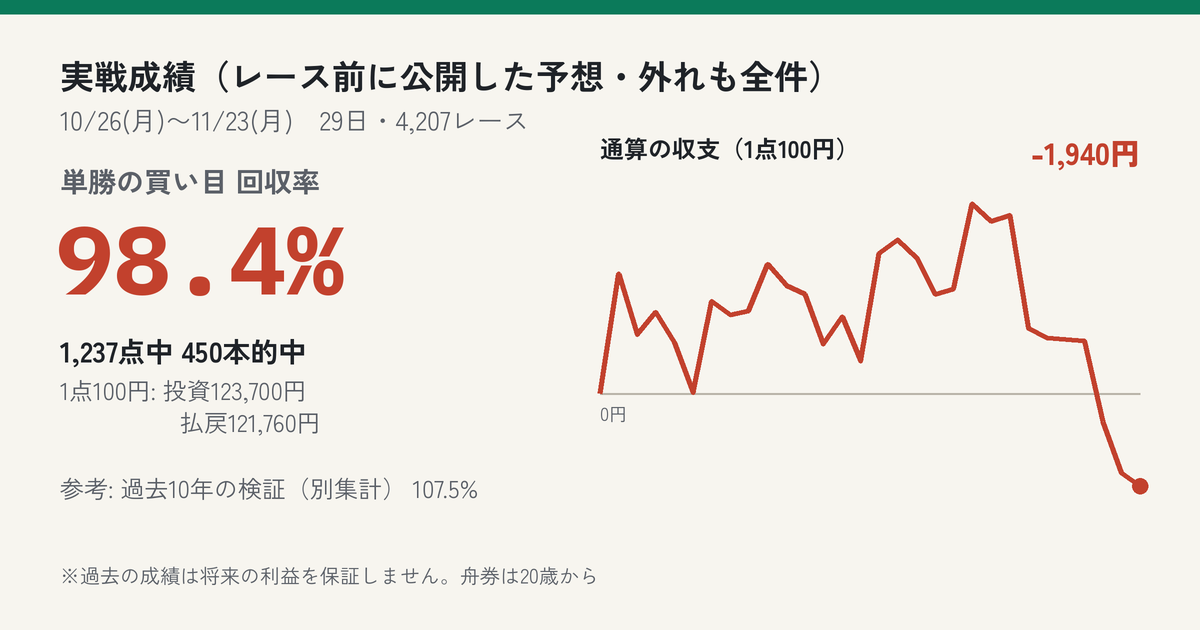 実戦成績（レース前に公開した予想・外れも全件）
10/26(月)〜11/23(月)　29日・4,207レース
単勝の買い目 回収率
98.4%
1,237点中 450本的中
1点100円: 投資123,700円
払戻121,760円
参考: 過去10年の検証（別集計） 107.5%
通算の収支（1点100円）
-1,940円
0円
※過去の成績は将来の利益を保証しません。舟券は20歳から